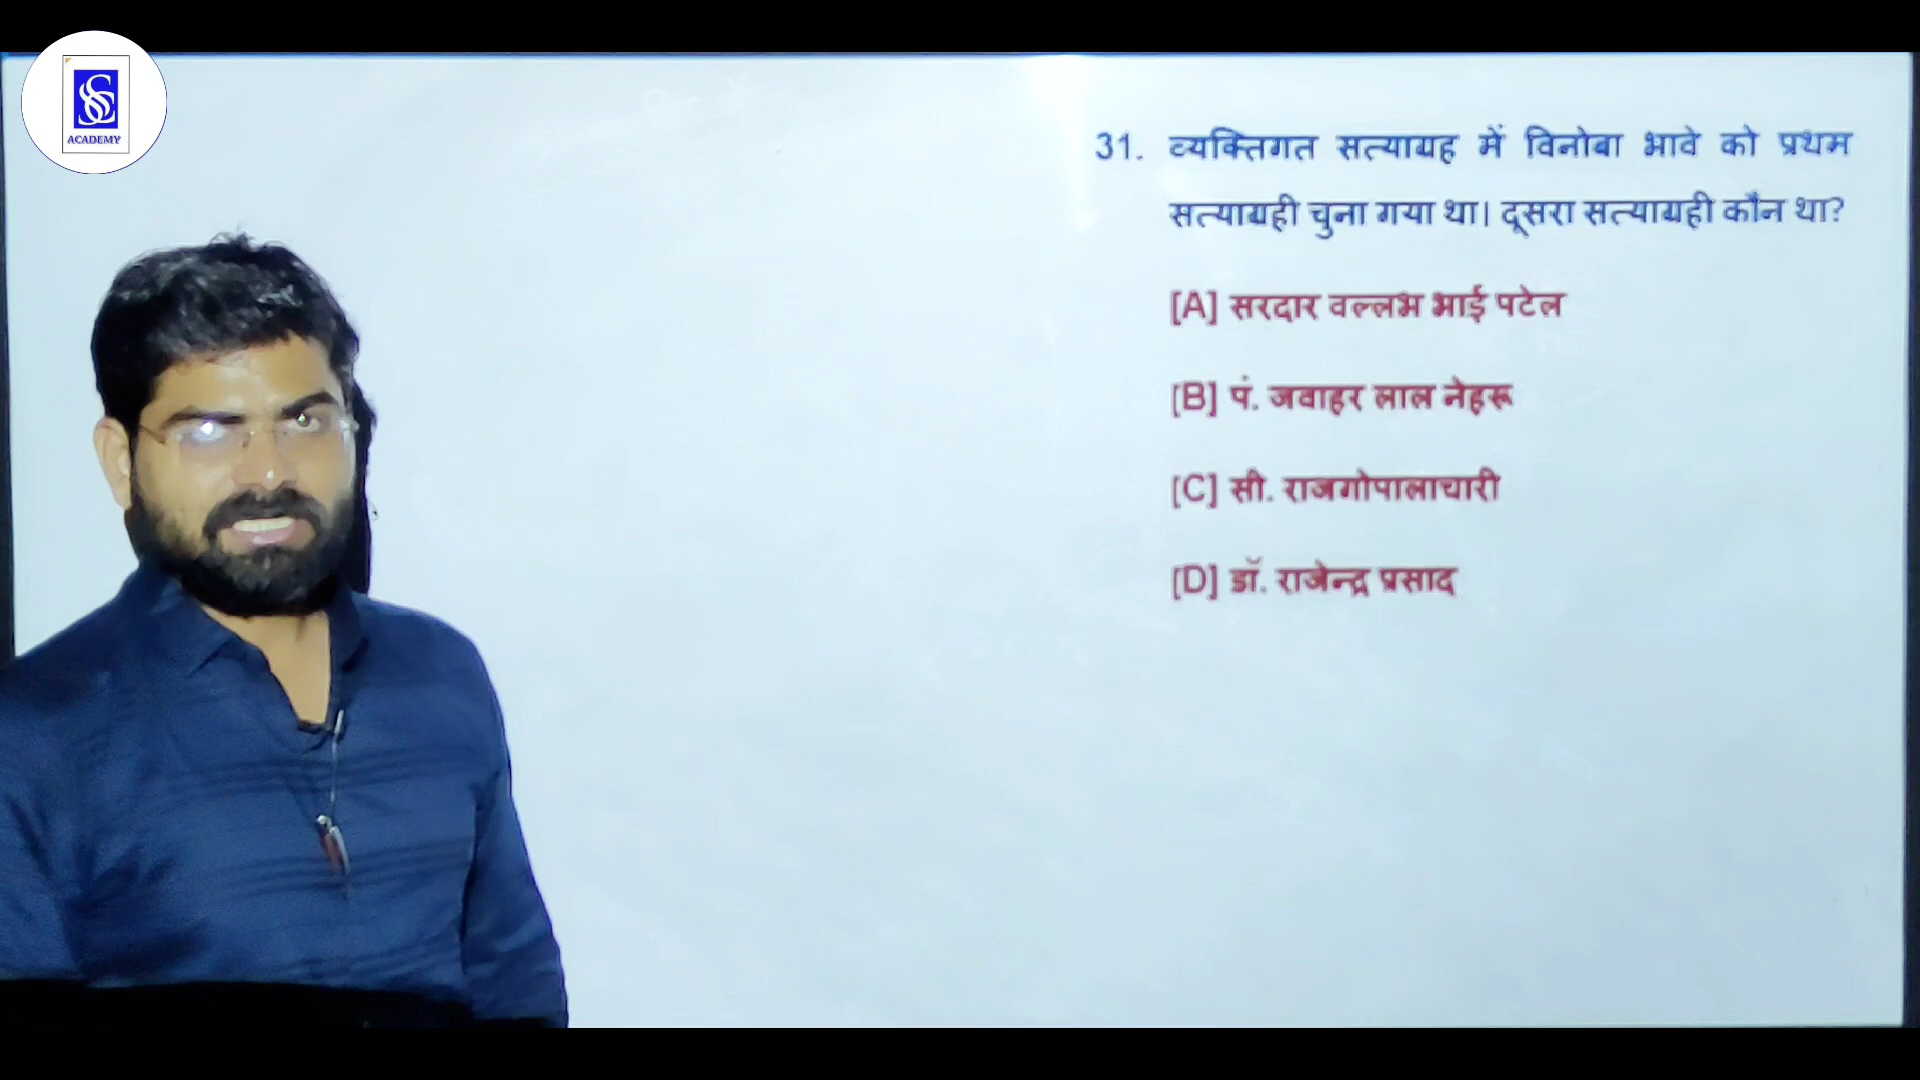 SSC
ACADEMY
31. व्यक्तिगत सत्याग्रह में विनोबा भावे को प्रथम
सत्याग्रही चुना गया था। दूसरा सत्याग्रही कौन था?
[A] सरदार वल्लभ भाई पटेल
[B] पं. जवाहर लाल नेहरू
[C] सी. राजगोपालाचारी
[D] डॉ. राजेन्द्र प्रसाद